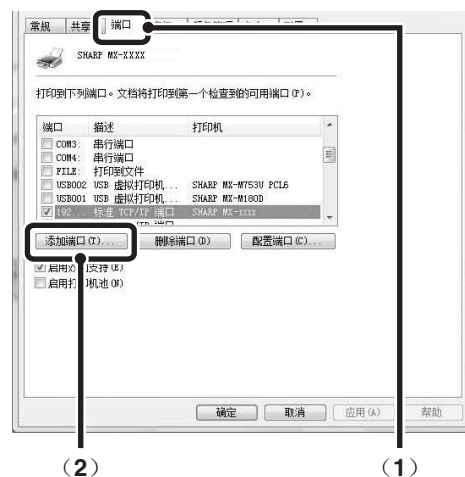 常规 共享 端口
SHARP MX-XXXX
打印到下列端口。文档将打印到第一个检查到的可用端口(P)。
端口 描述 打印机
COM3: 串行端口
COM4: 串行端口
FILE: 打印到文件
USB002 USB 虚拟打印机... SHARP MX-M753U PCL6
USB001 USB 虚拟打印机... SHARP MX-M180D
192... 标准 TCP/IP 端口 SHARP MX-xxxx
添加端口(T)... 删除端口(D) 配置端口(C)...
启用 支持(E)
启用打 机池(N)
确定 取消 应用(A) 帮助
(2) (1)